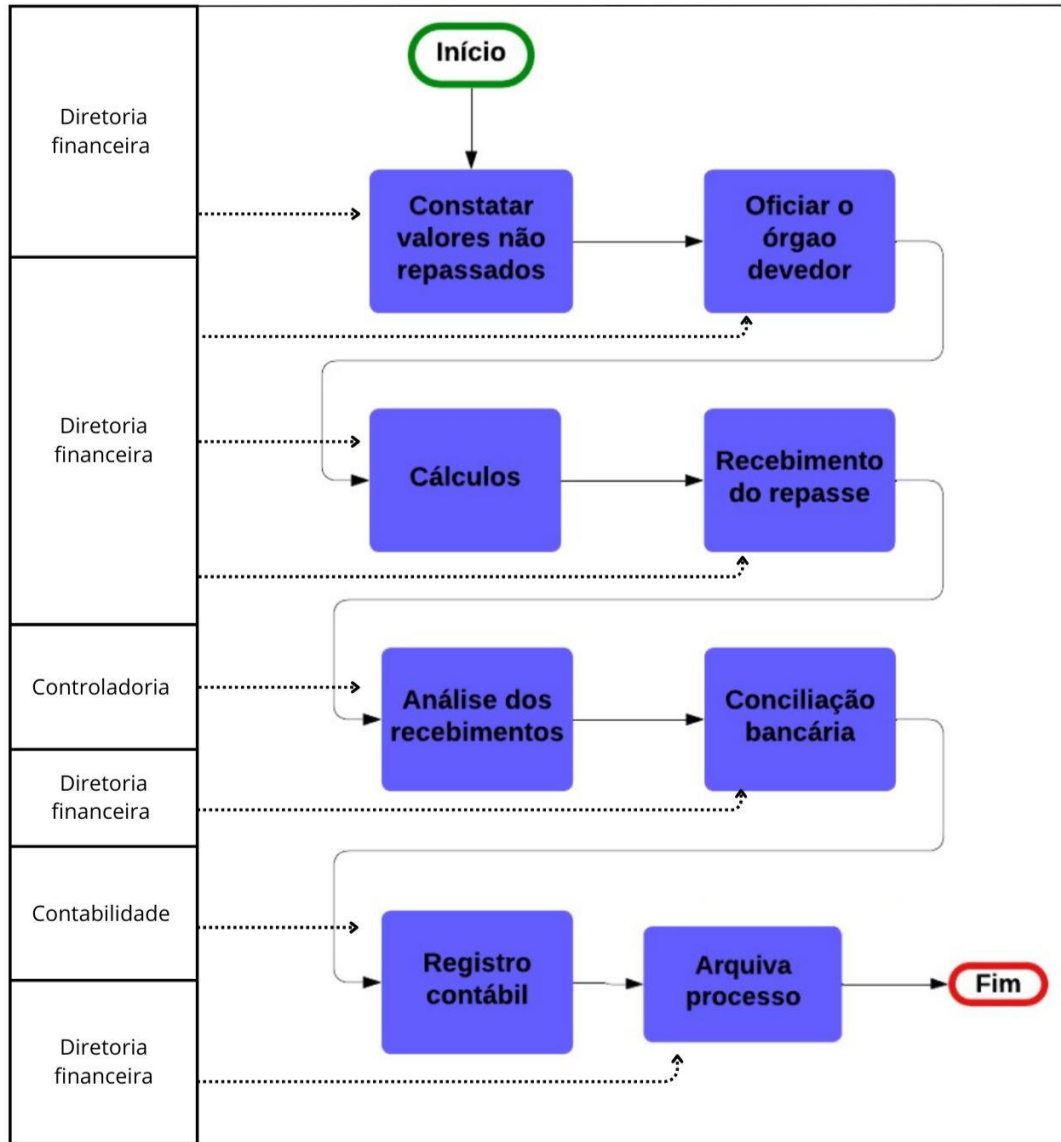 Início
Diretoria
financeira
Constatar
valores não
repassados
Oficiar o
órgao
devedor
Diretoria
financeira
Cálculos
Recebimento
do repasse
Controladoria
Análise dos
recebimentos
Conciliação
bancária
Diretoria
financeira
Contabilidade
Registro
contábil
Arquiva
processo
Fim
Diretoria
financeira